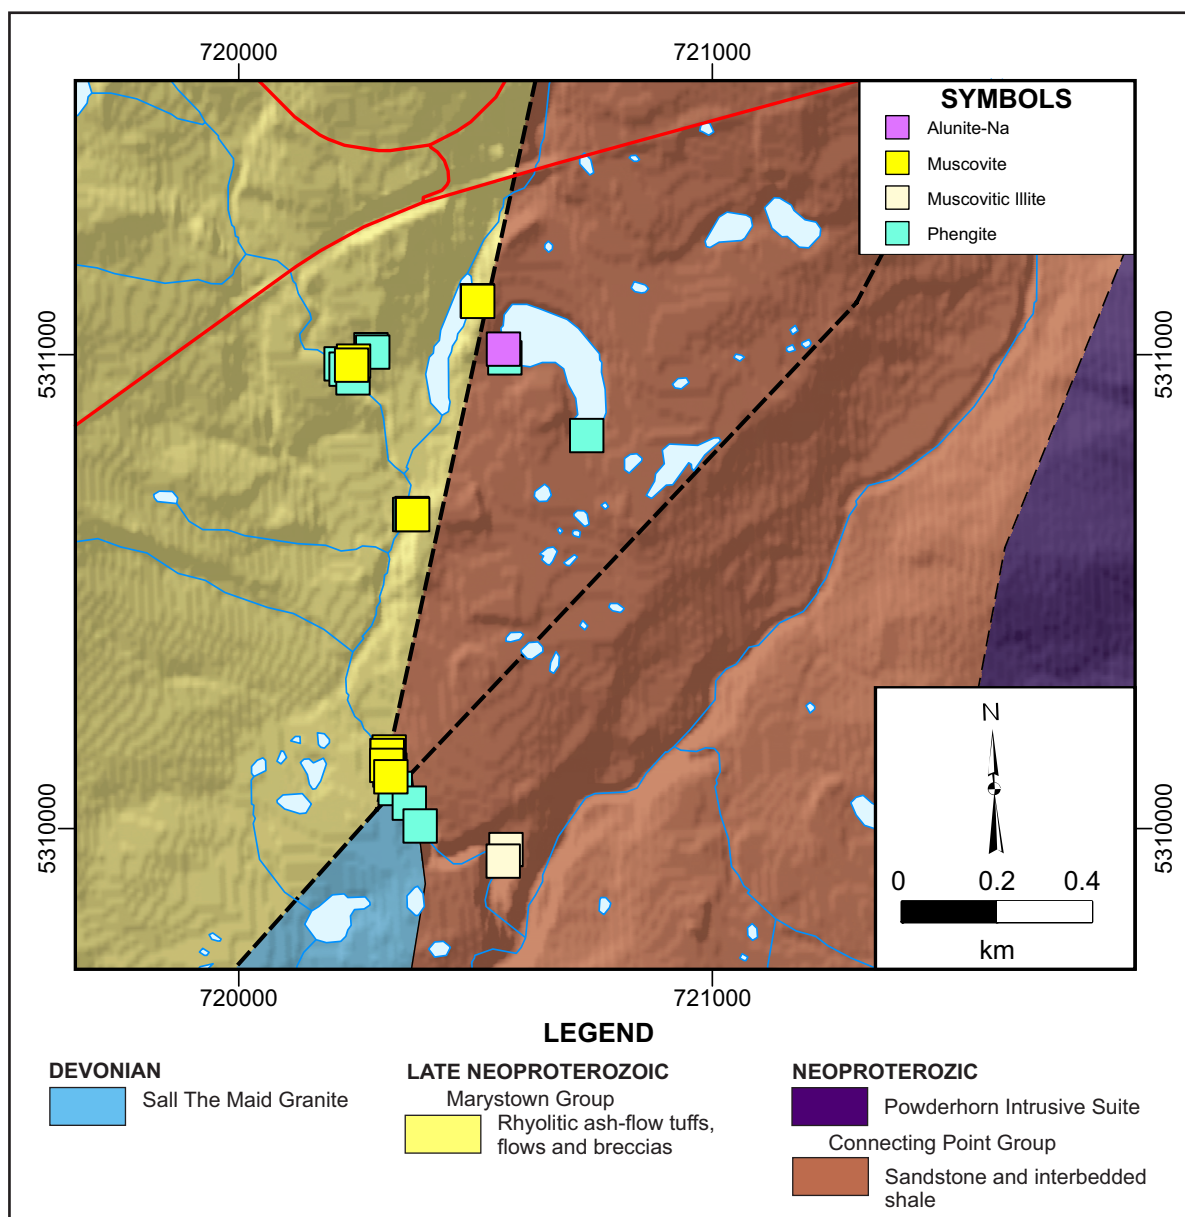 720000
721000
SYMBOLS
Alunite-Na
Muscovite
Muscovitic Illite
Phengite
5311000
5311000
5310000
5310000
N
0
0.2
0.4
km
720000
721000
LEGEND
DEVONIAN
Sall The Maid Granite
LATE NEOPROTEROZOIC
Marystown Group
Rhyolitic ash-flow tuffs,
flows and breccias
NEOPROTEROZIC
Powderhorn Intrusive Suite
Connecting Point Group
Sandstone and interbedded
shale